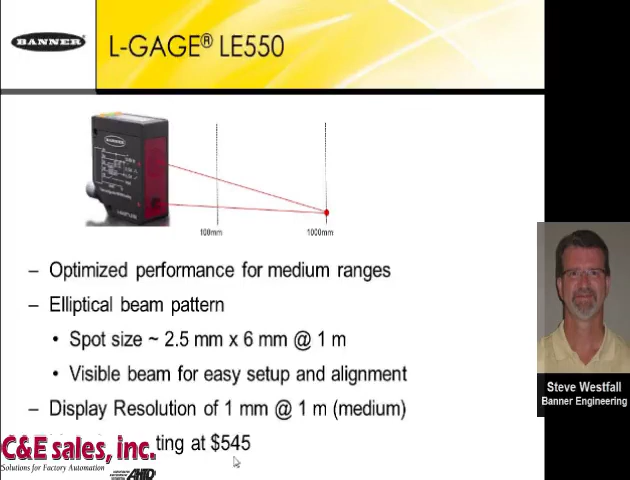 BANNER
L-GAGE® LE550
BANNER
100mm
1000mm
– Optimized performance for medium ranges
– Elliptical beam pattern
• Spot size ~ 2.5 mm x 6 mm @ 1 m
• Visible beam for easy setup and alignment
– Display Resolution of 1 mm @ 1 m (medium)
ting at $545
C&E sales, inc.
Solutions for Factory Automation
Steve Westfall
Banner Engineering